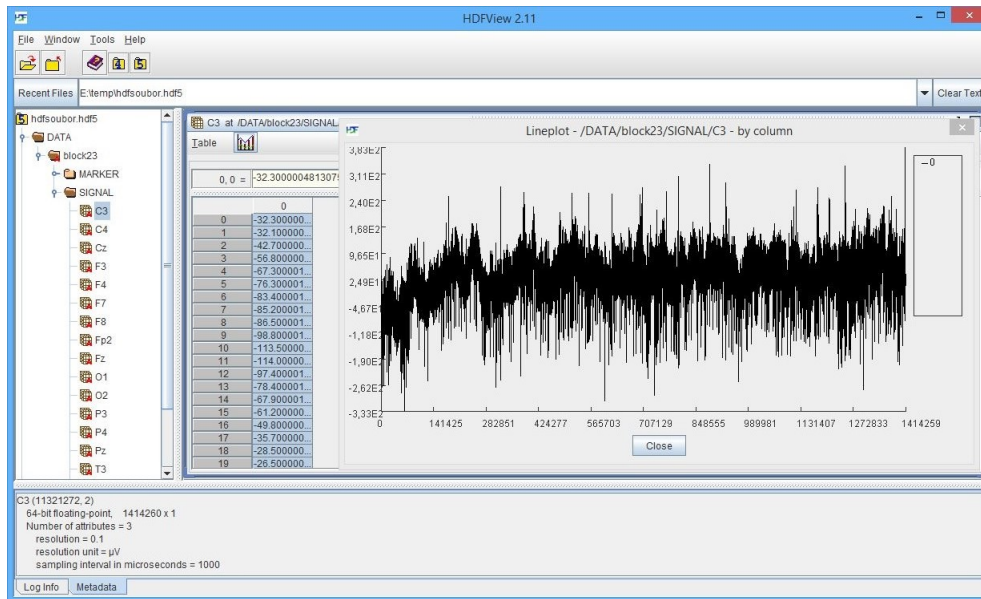 HDFView 2.11
File Window Tools Help
4 5
Recent Files E:\temp\hdfsoubor.hdf5 Clear Text
hdfsoubor.hdf5
DATA
block23
MARKER
SIGNAL
C3
C4
Cz
F3
F4
F7
F8
Fp2
Fz
O1
O2
P3
P4
Pz
T3
C3 at /DATA/block23/SIGNAL
Table
0, 0 = -32.3000004813079
0
0 -32.300000...
1 -32.100000...
2 -42.700000...
3 -56.800000...
4 -67.300001...
5 -76.300001...
6 -83.400001...
7 -85.200001...
8 -86.500001...
9 -98.800001...
10 -113.50000...
11 -114.00000...
12 -97.400001...
13 -78.400001...
14 -67.900001...
15 -61.200000...
16 -49.800000...
17 -35.700000...
18 -28.500000...
19 -26.500000...
Lineplot - /DATA/block23/SIGNAL/C3 - by column
3,83E2
3,11E2
2,40E2
1,68E2
9,65E1
2,49E1
-4,67E1
-1,18E2
-1,90E2
-2,62E2
-3,33E2
0 141425 282851 424277 565703 707129 848555 989981 1131407 1272833 1414259
0
Close
C3 (11321272, 2)
64-bit floating-point, 1414260 x 1
Number of attributes = 3
resolution = 0.1
resolution unit = µV
sampling interval in microseconds = 1000
Log Info Metadata